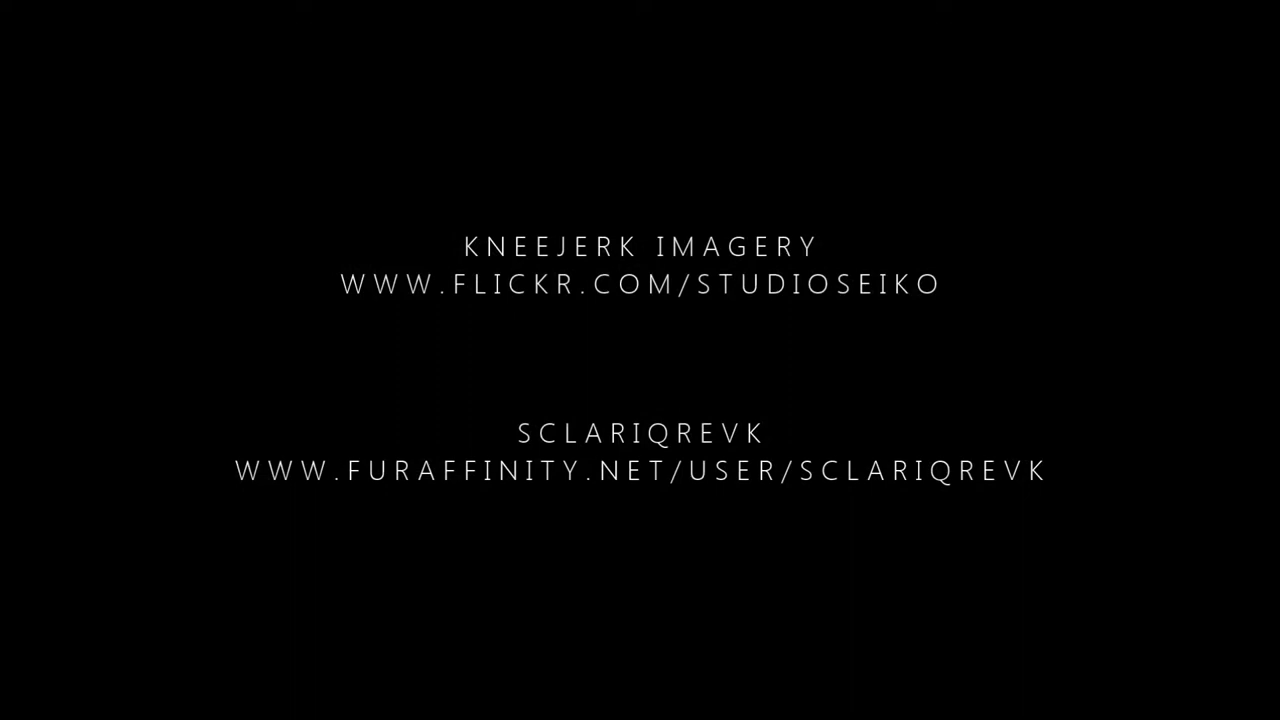 KNEEJERK IMAGERY
WWW.FLICKR.COM/STUDIOSEIKO
SCLARIQREVK
WWW.FURAFFINITY.NET/USER/SCLARIQREVK